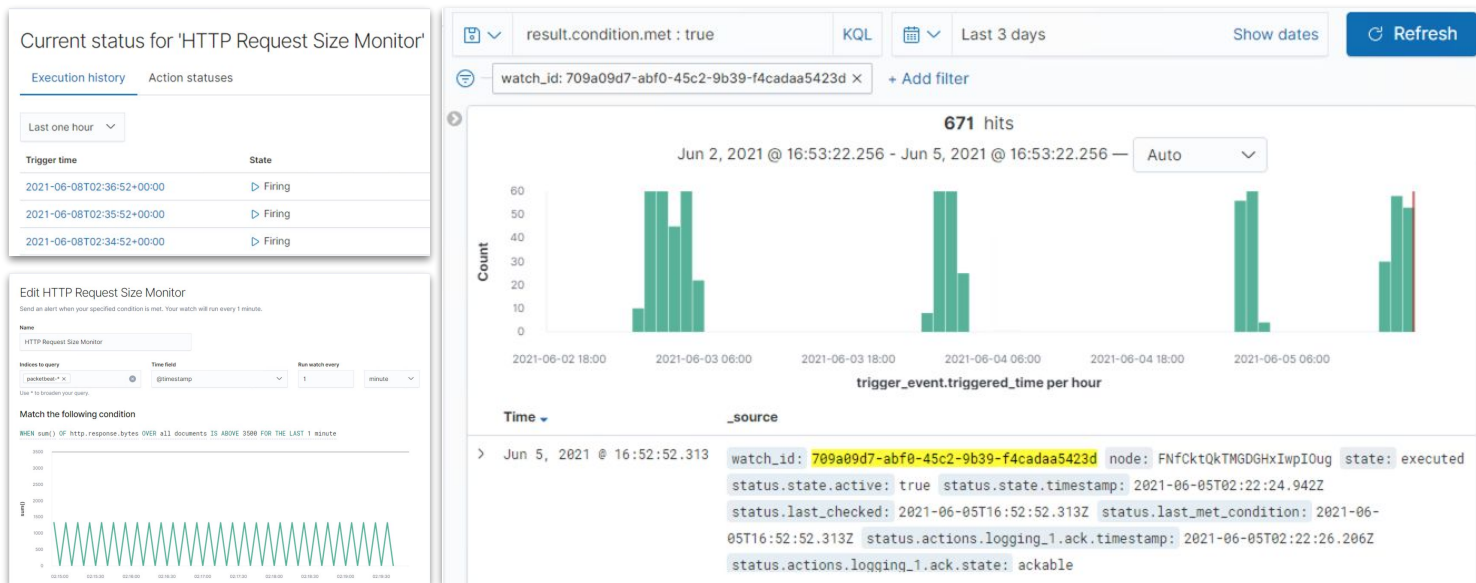 Current status for 'HTTP Request Size Monitor'
Execution history Action statuses
Last one hour
Trigger time State
2021-06-08T02:36:52+00:00 Firing
2021-06-08T02:35:52+00:00 Firing
2021-06-08T02:34:52+00:00 Firing
Edit HTTP Request Size Monitor
Send an alert when your specified condition is met. Your watch will run every 1 minute.
Name
HTTP Request Size Monitor
Indices to query Time field Run watch every
packetbeat-* × @timestamp 1 minute
Use * to broaden your query.
Match the following condition
WHEN sum() OF http.response.bytes OVER all documents IS ABOVE 3500 FOR THE LAST 1 minute
sum()
result.condition.met : true KQL Last 3 days Show dates Refresh
watch_id: 709a09d7-abf0-45c2-9b39-f4cadaa5423d × + Add filter
671 hits
Jun 2, 2021 @ 16:53:22.256 - Jun 5, 2021 @ 16:53:22.256 — Auto
60
50
40
30
20
10
0
Count
2021-06-02 18:00 2021-06-03 06:00 2021-06-03 18:00 2021-06-04 06:00 2021-06-04 18:00 2021-06-05 06:00
trigger_event.triggered_time per hour
Time _source
Jun 5, 2021 @ 16:52:52.313 watch_id: 709a09d7-abf0-45c2-9b39-f4cadaa5423d node: FNfCktQkTMGDGHxIwpIOug state: executed
status.state.active: true status.state.timestamp: 2021-06-05T02:22:24.942Z
status.last_checked: 2021-06-05T16:52:52.313Z status.last_met_condition: 2021-06-
05T16:52:52.313Z status.actions.logging_1.ack.timestamp: 2021-06-05T02:22:26.206Z
status.actions.logging_1.ack.state: ackable